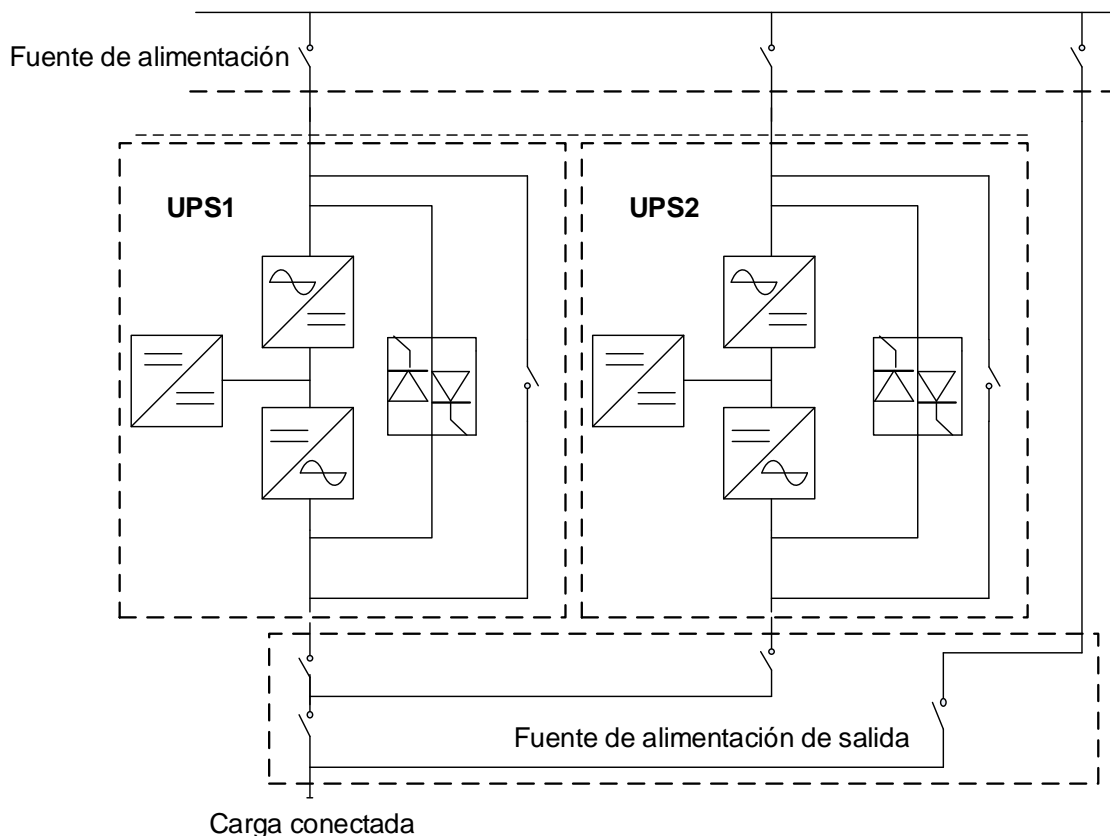 Fuente de alimentación
UPS1
UPS2
Fuente de alimentación de salida
Carga conectada